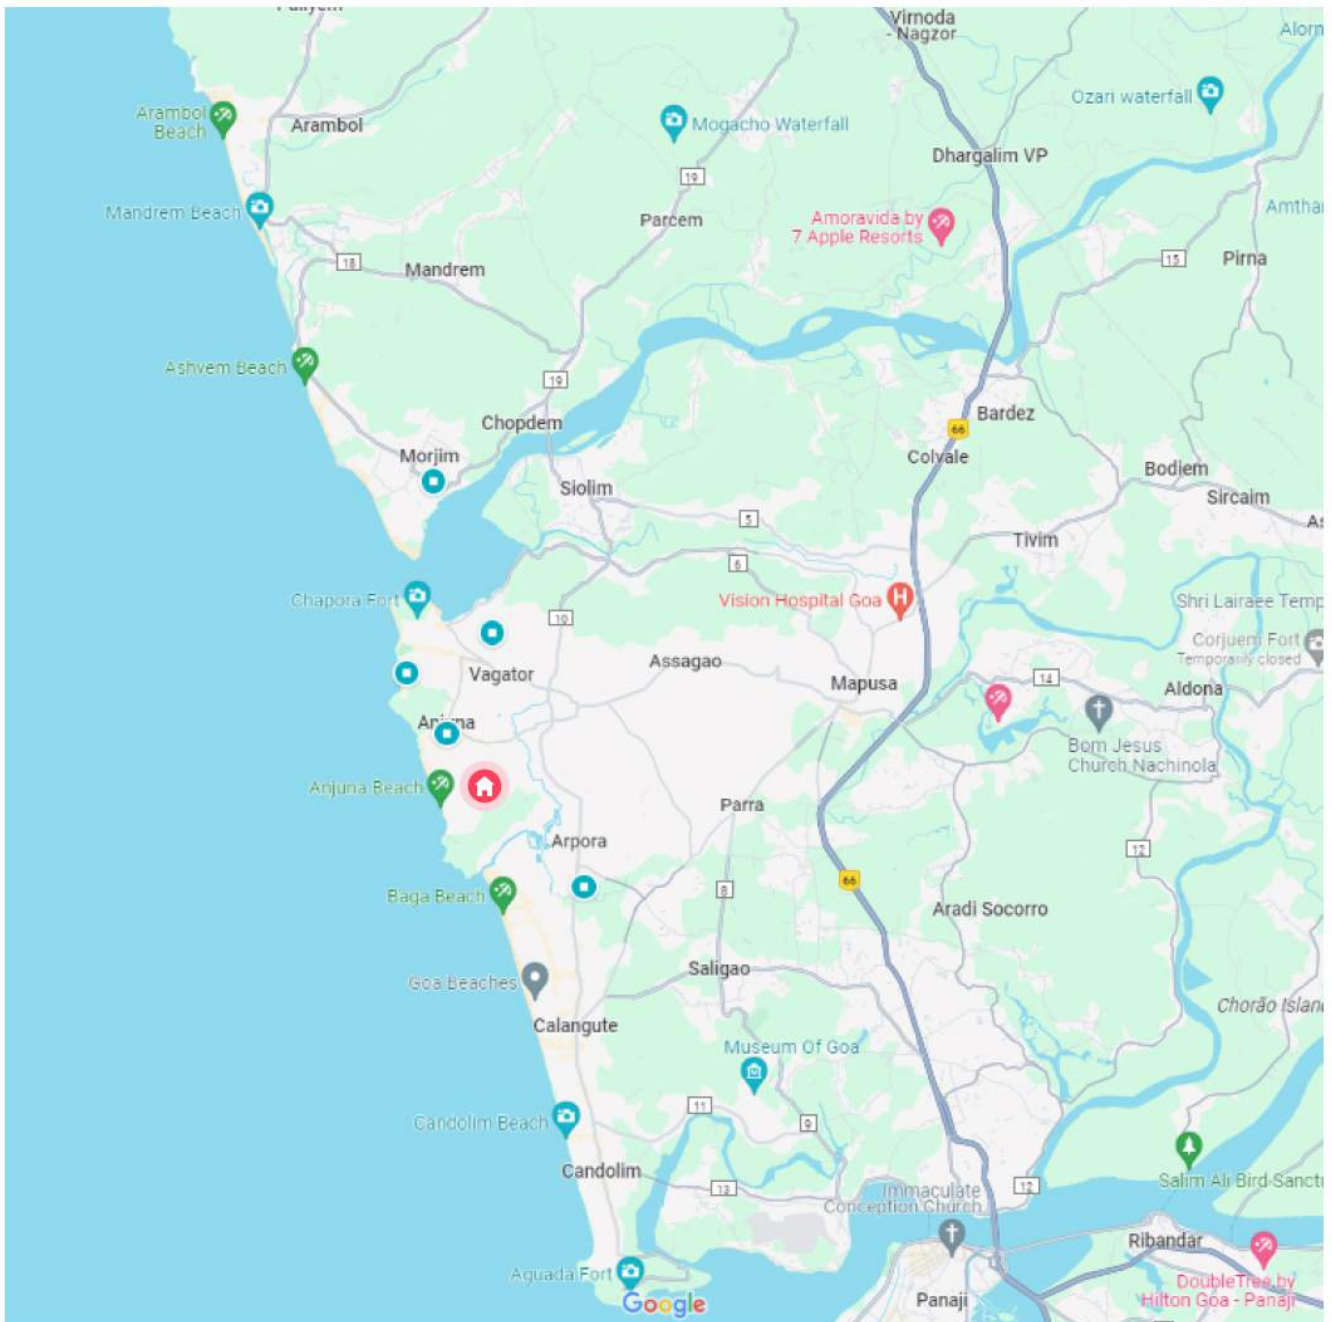 Virnoda
- Nagzor
Arambol
Beach
Arambol
Mogacho Waterfall
Ozari waterfall
Dhargalim VP
19
Mandrem Beach
Parcem
Amoravida by
7 Apple Resorts
18
Mandrem
15
Pirna
Ashvem Beach
19
Chopdem
Bardez
66
Colvale
Morjim
Bodiem
Siolim
Sircaim
5
Tivim
6
Chapora Fort
Vision Hospital Goa
10
Shri Lairaee Temp
Corjuem Fort
Temporarily closed
Assagao
Vagator
Mapusa
14
Aldona
Anjuna
Bom Jesus
Church Nachinola
Anjuna Beach
Parra
Arpora
12
66
8
Baga Beach
Aradi Socorro
Saligao
Goa Beaches
Chorão Islan
Calangute
Museum Of Goa
11
9
Candolim Beach
Candolim
13
12
Salim Ali Bird Sanctu
Immaculate
Conception Church
Ribandar
Aguada Fort
Google
Panaji
DoubleTree by
Hilton Goa - Panaji